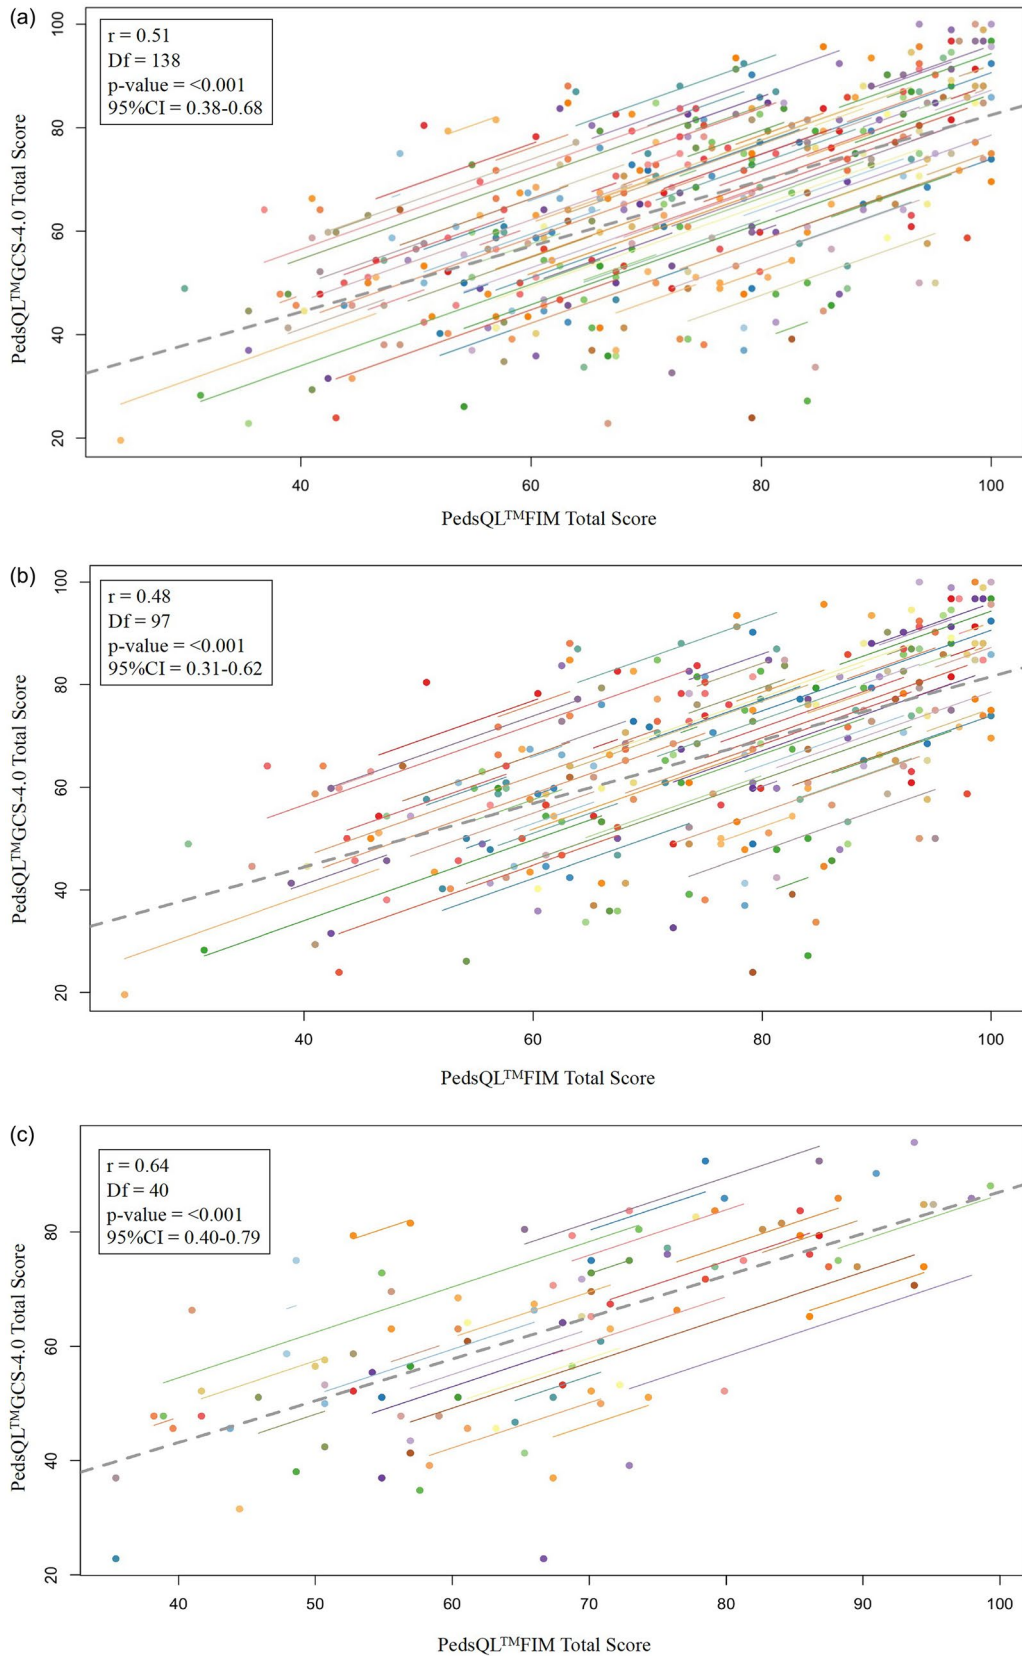 (a)
r = 0.51
Df = 138
p-value = <0.001
95%CI = 0.38-0.68
PedsQL™GCS-4.0 Total Score
100
80
60
40
20
40 60 80 100
PedsQL™FIM Total Score
(b)
r = 0.48
Df = 97
p-value = <0.001
95%CI = 0.31-0.62
PedsQL™GCS-4.0 Total Score
100
80
60
40
20
40 60 80 100
PedsQL™FIM Total Score
(c)
r = 0.64
Df = 40
p-value = <0.001
95%CI = 0.40-0.79
PedsQL™GCS-4.0 Total Score
80
60
40
20
40 50 60 70 80 90 100
PedsQL™FIM Total Score